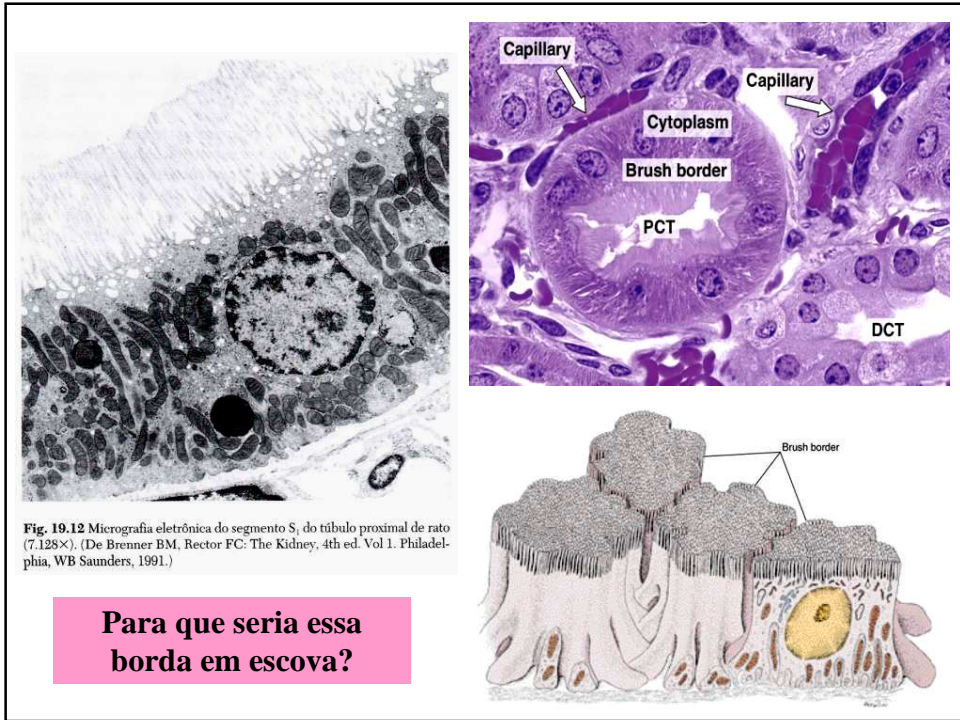 Capillary
Capillary
Cytoplasm
Brush border
PCT
DCT
Fig. 19.12 Micrografia eletrônica do segmento S1 do túbulo proximal de rato
(7.128×). (De Brenner BM, Rector FC: The Kidney, 4th ed. Vol 1. Philadel-
phia, WB Saunders, 1991.)
Brush border
Para que seria essa
borda em escova?